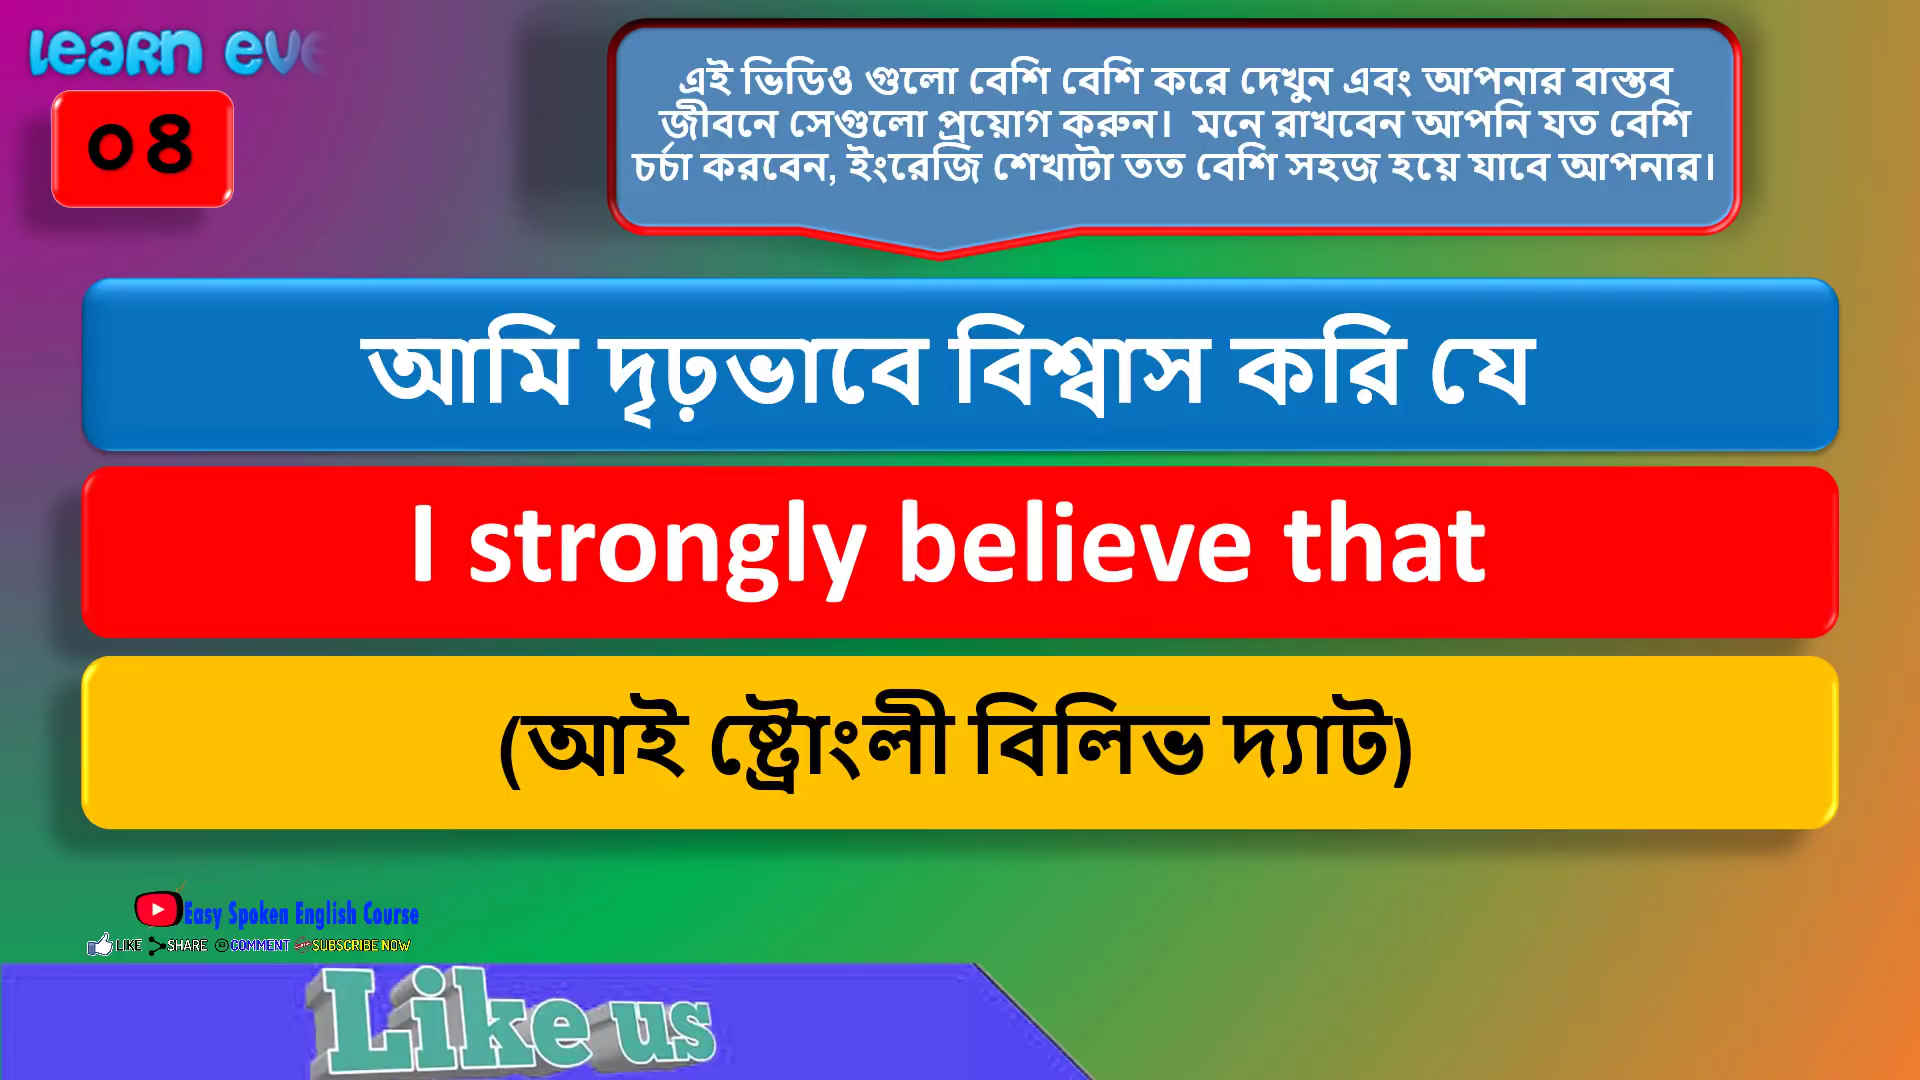 Learn
এই ভিডিও গুলো বেশি বেশি করে দেখুন এবং আপনার বাস্তব
জীবনে সেগুলো প্রয়োগ করুন। মনে রাখবেন আপনি যত বেশি
চর্চা করবেন, ইংরেজি শেখাটা তত বেশি সহজ হয়ে যাবে আপনার।
০৪
আমি দৃঢ়ভাবে বিশ্বাস করি যে
I strongly believe that
(আই ষ্ট্রোংলী বিলিভ দ্যাট)
Easy Spoken English Course
LIKE SHARE COMMENT SUBSCRIBE NOW
Like us